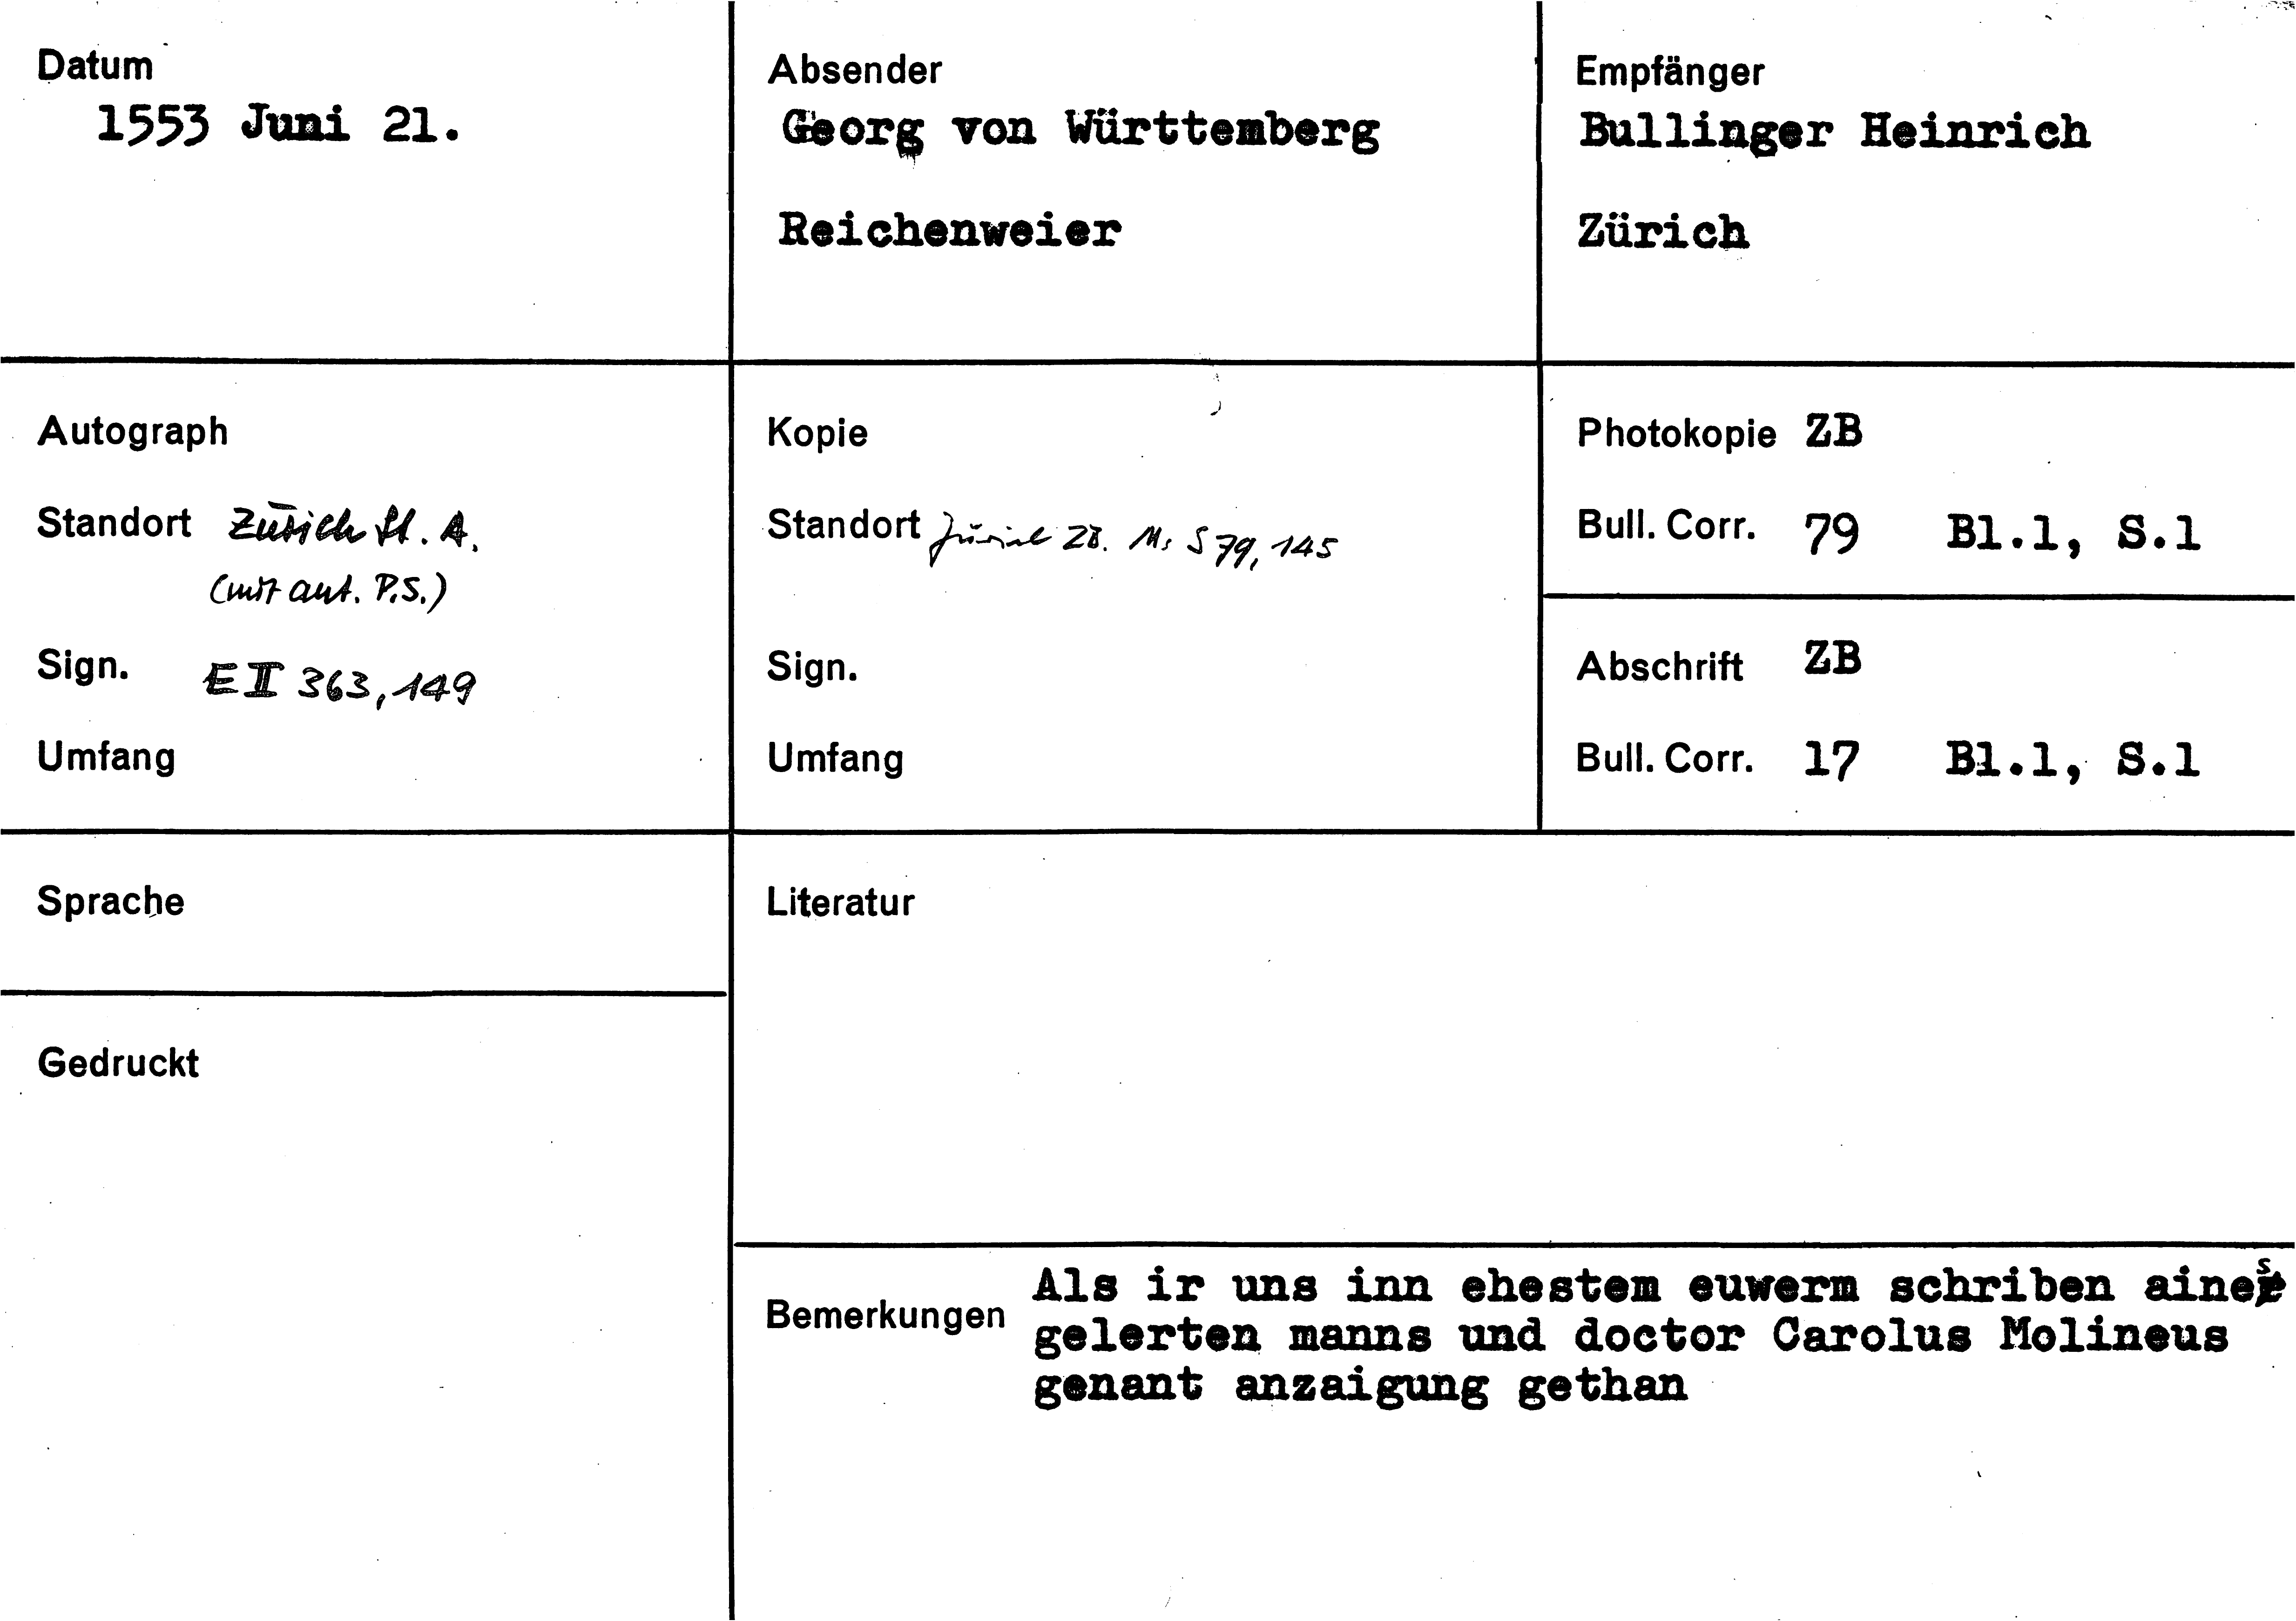 Datum
1553 Juni 21.
Absender
Georg von Württemberg
Reichenweier
Empfänger
Bullinger Heinrich
Zürich
Autograph
Standort Zürich St. A.
(mit aut. P.S.)
Sign. E II 363, 149
Umfang
Kopie
Standort Zürich ZB. Ms S 79, 145
Sign.
Umfang
Photokopie ZB
Bull. Corr. 79 Bl.1, S.1
Abschrift ZB
Bull. Corr. 17 Bl.1, S.1
Sprache
Gedruckt
Literatur
Bemerkungen
Als ir uns inn ehestem euwerm schriben aines
gelerten manns und doctor Carolus Molineus
genant anzaigung gethan